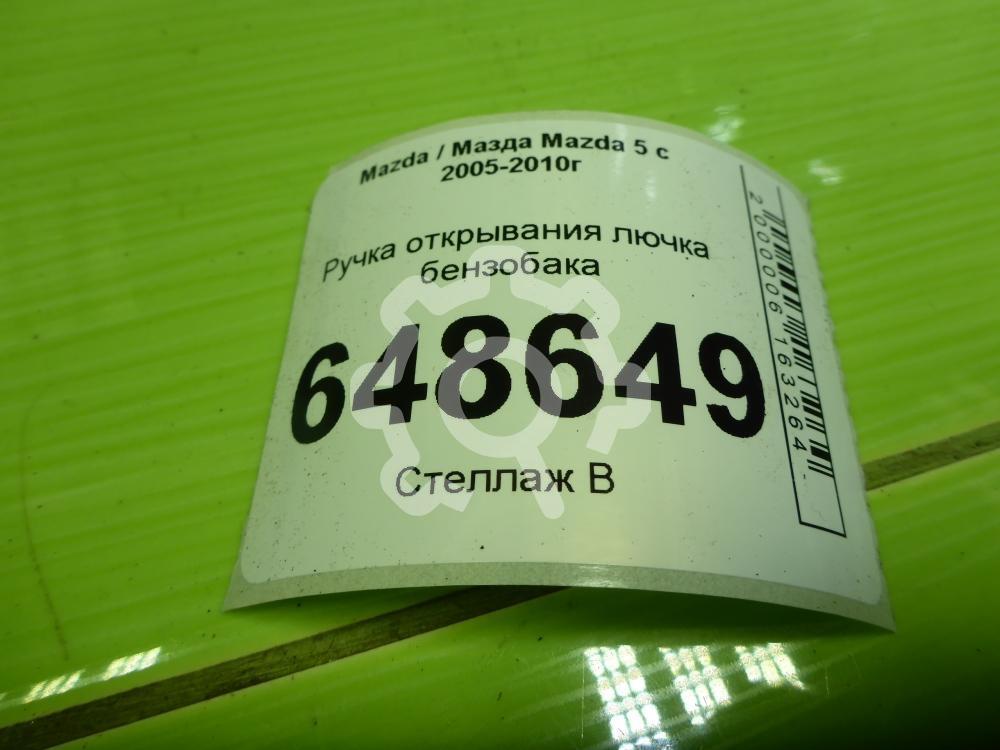 Mazda / Мазда Mazda 5 с
2005-2010г
Ручка открывания лючка
бензобака
648649
Стеллаж В
2000006163264